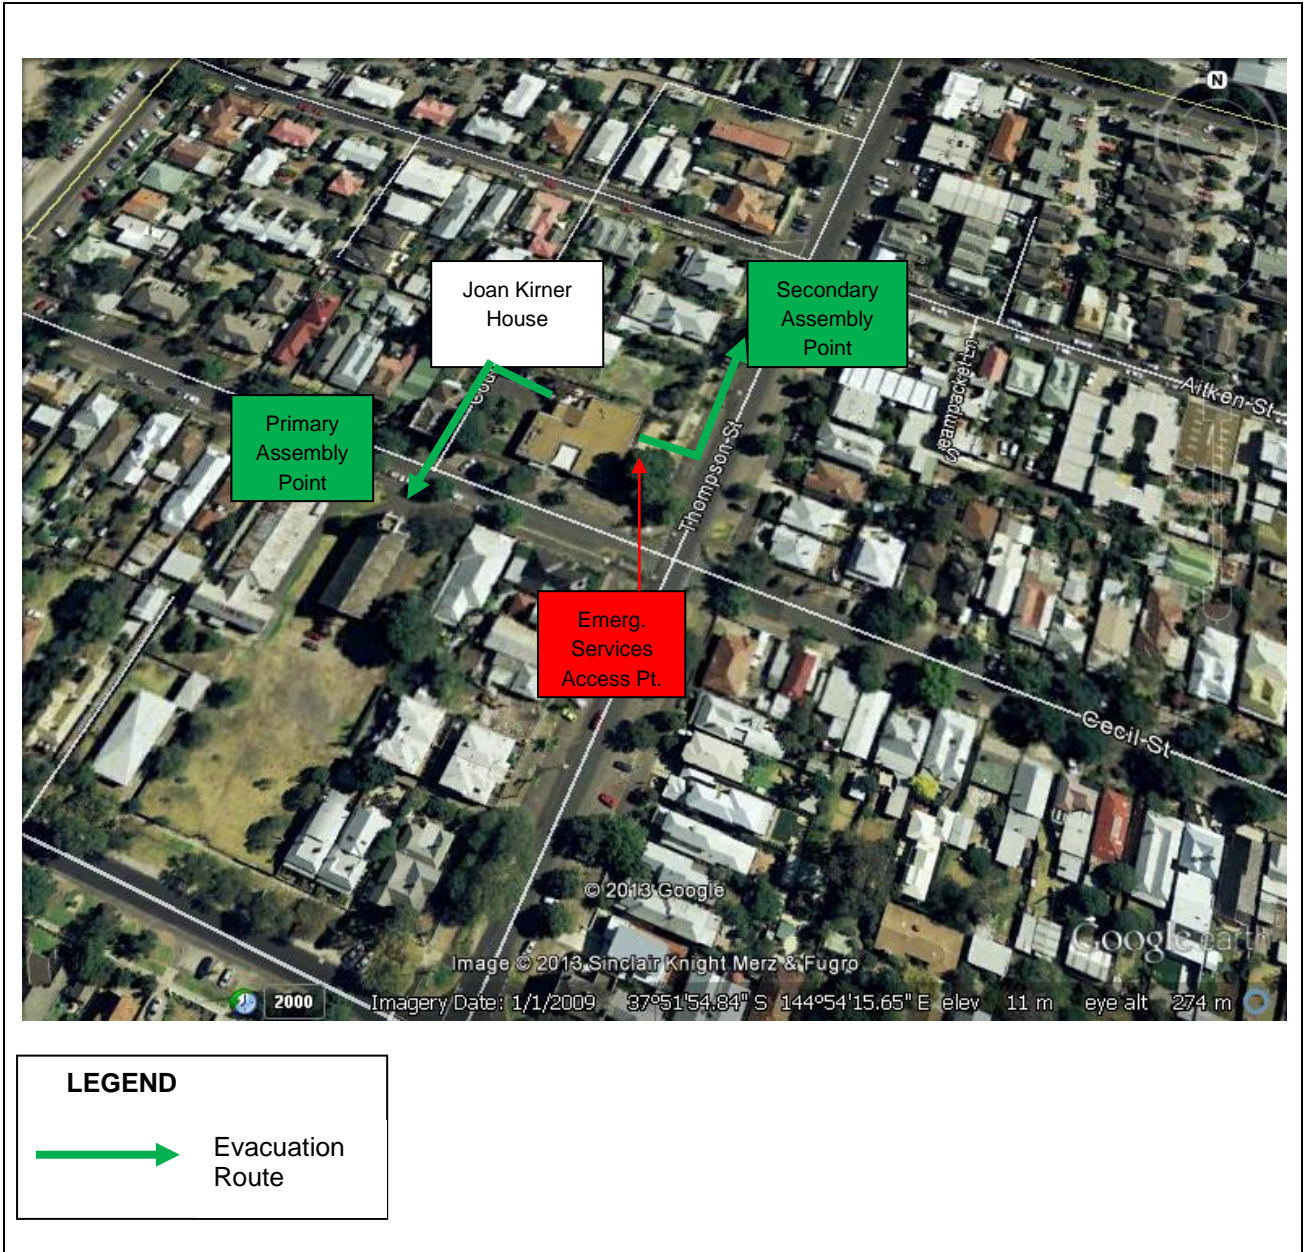 N
Joan Kirner
House
Secondary
Assembly
Point
Primary
Assembly
Point
Cou
Steampacket Ln
Aitken St
Thompson St
Emerg.
Services
Access Pt.
Cecil St
© 2013 Google
Google earth
Image © 2013 Sinclair Knight Merz & Fugro
2000
Imagery Date: 1/1/2009 37°51'54.84" S 144°54'15.65" E elev 11 m eye alt 274 m
LEGEND
Evacuation
Route